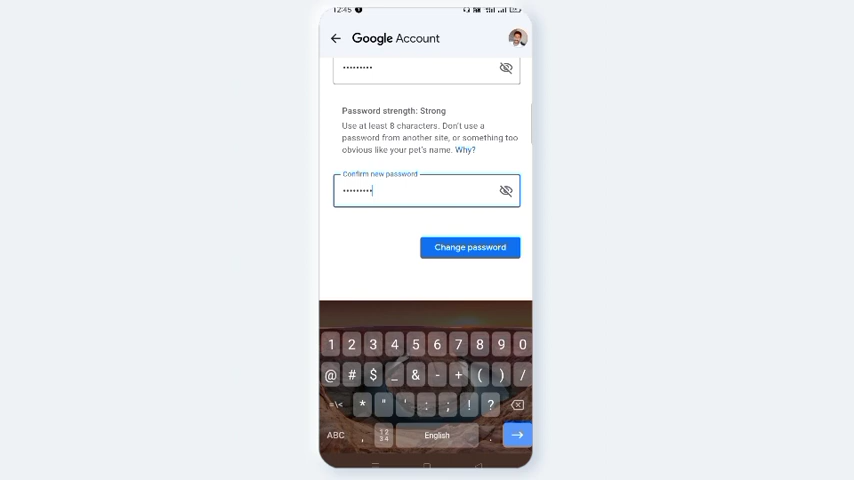 12:45
Google Account
•••••••••
Password strength: Strong
Use at least 8 characters. Don't use a
password from another site, or something too
obvious like your pet's name. Why?
Confirm new password
•••••••••
Change password
1 2 3 4 5 6 7 8 9 0
@ # $ _ & - + ( ) /
=\< * " ' : ; ! ?
ABC , 12 34 English .